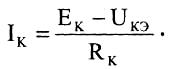 Iк = (Eк − Uкэ) / Rк .